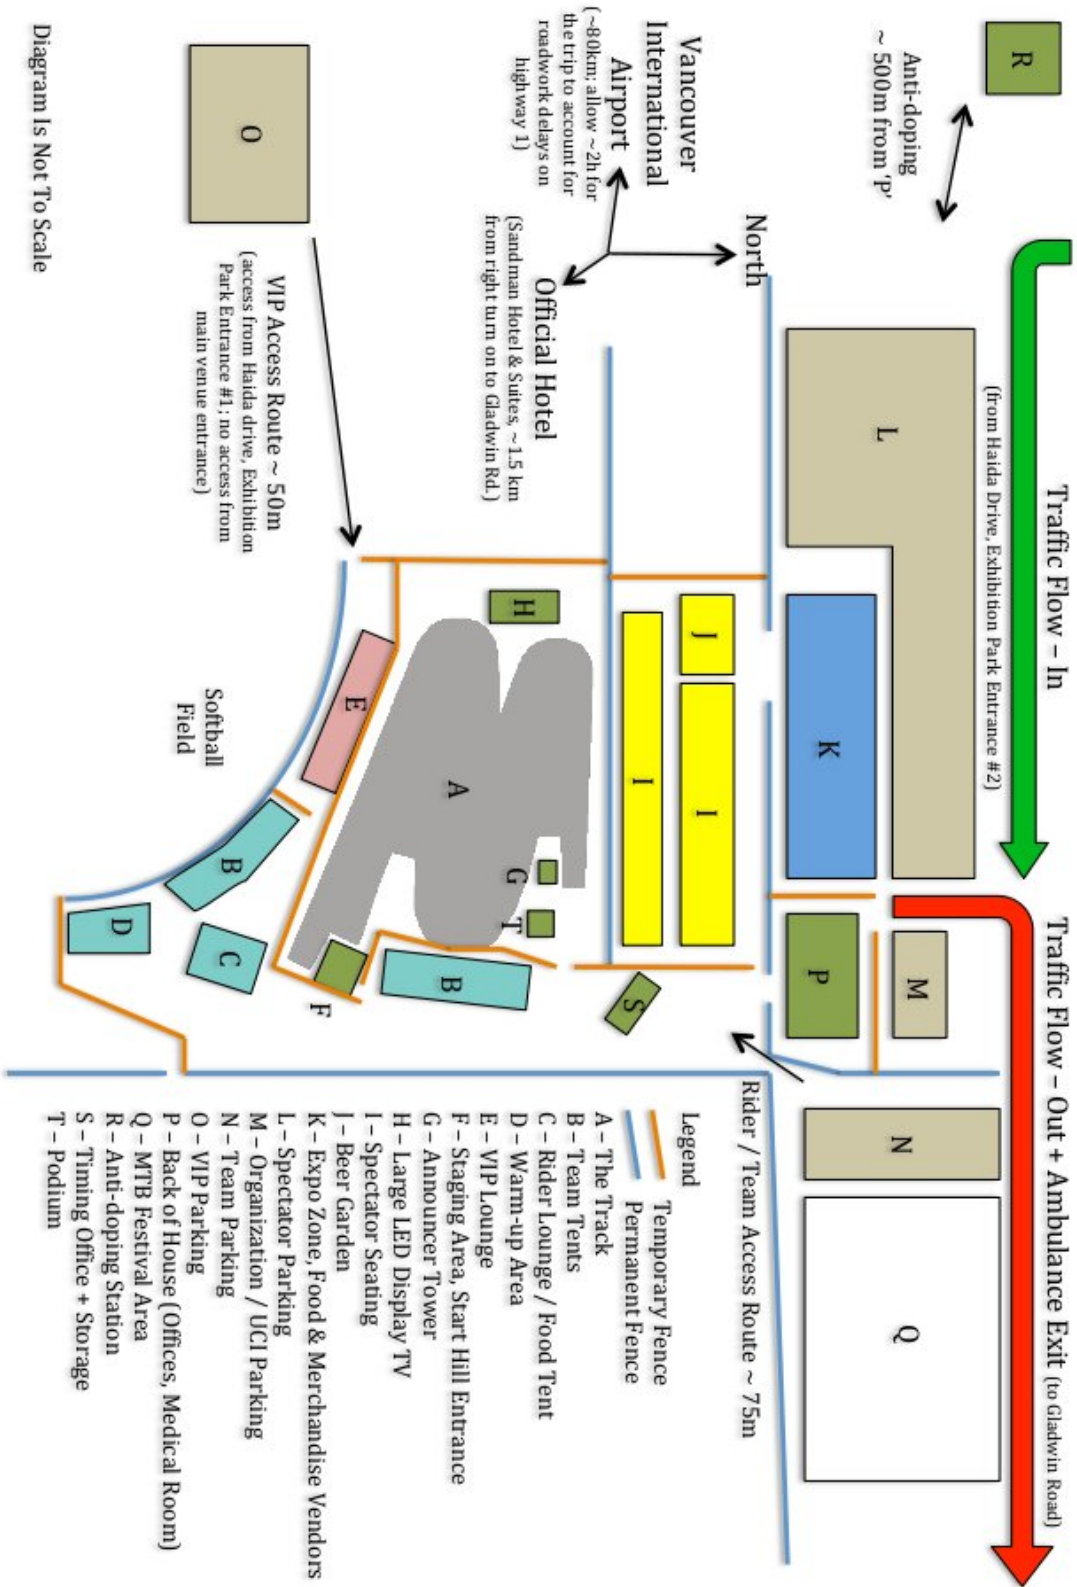 Traffic Flow – In
(from Haida Drive, Exhibition Park Entrance #2)
Traffic Flow – Out + Ambulance Exit (to Gladwin Road)
R
Anti-doping
~ 500m from 'P'
L
K
M
P
N
Q
North
Vancouver
International
Airport
(~80km; allow ~2h for
the trip to account for
roadwork delays on
highway 1)
Official Hotel
(Sandman Hotel & Suites, ~1.5 km
from right turn on to Gladwin Rd.)
J
I
I
H
A
G
T
S
B
F
E
B
C
D
Rider / Team Access Route ~ 75m
O
VIP Access Route ~ 50m
(access from Haida drive, Exhibition
Park Entrance #1; no access from
main venue entrance)
Softball
Field
Diagram Is Not To Scale
Legend
Temporary Fence
Permanent Fence
A – The Track
B – Team Tents
C – Rider Lounge / Food Tent
D – Warm-up Area
E – VIP Lounge
F – Staging Area, Start Hill Entrance
G – Announcer Tower
H – Large LED Display TV
I – Spectator Seating
J – Beer Garden
K – Expo Zone, Food & Merchandise Vendors
L – Spectator Parking
M – Organization / UCI Parking
N – Team Parking
O – VIP Parking
P – Back of House (Offices, Medical Room)
Q – MTB Festival Area
R – Anti-doping Station
S – Timing Office + Storage
T – Podium